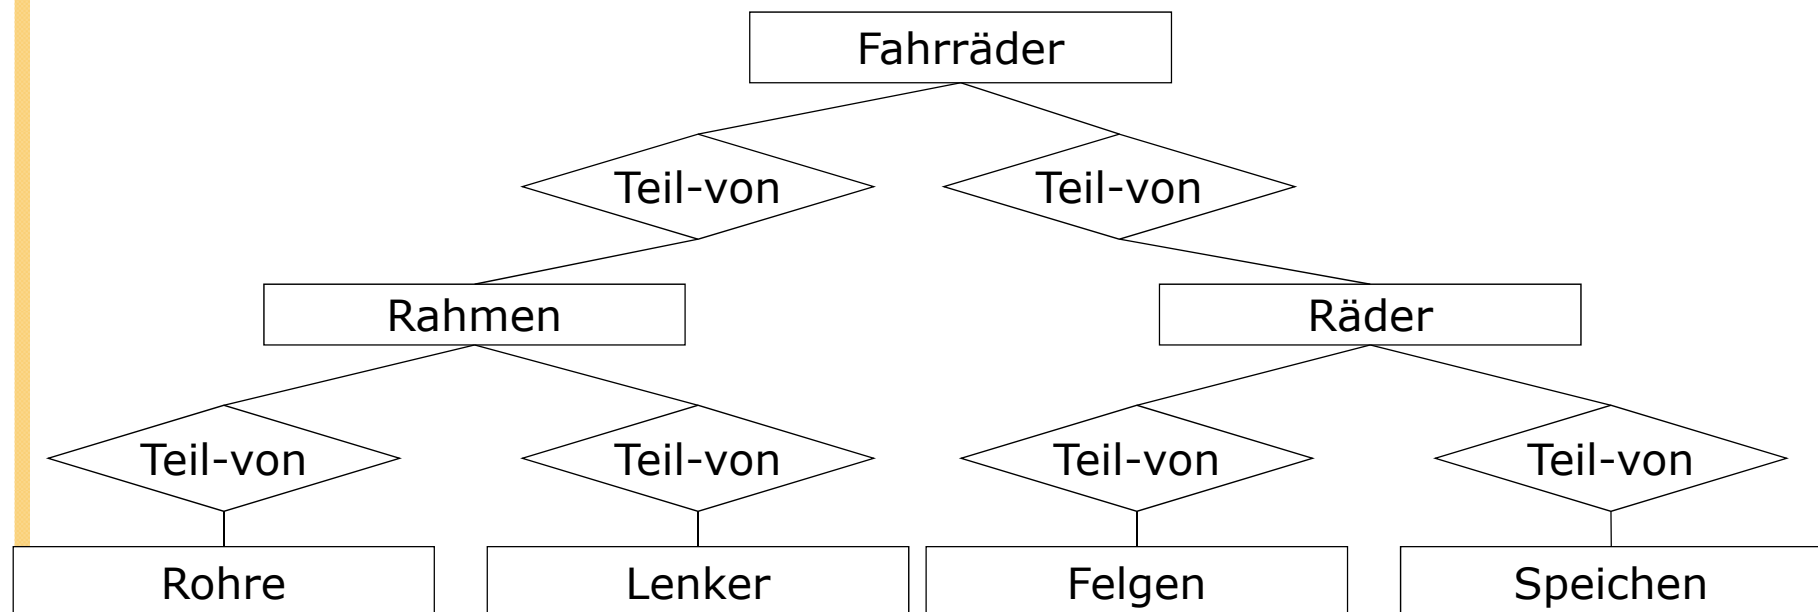 Fahrräder
Teil-von
Teil-von
Rahmen
Räder
Teil-von
Teil-von
Teil-von
Teil-von
Rohre
Lenker
Felgen
Speichen